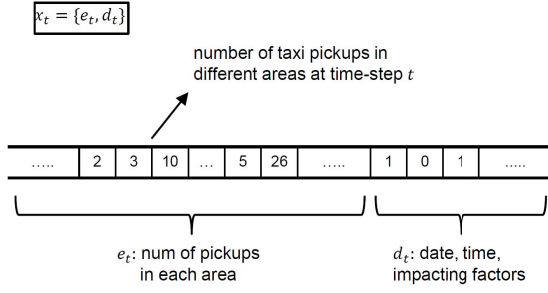 x_t = {e_t, d_t}
number of taxi pickups in
different areas at time-step t
..... 2 3 10 ... 5 26 ..... 1 0 1 .....
e_t: num of pickups
in each area
d_t: date, time,
impacting factors